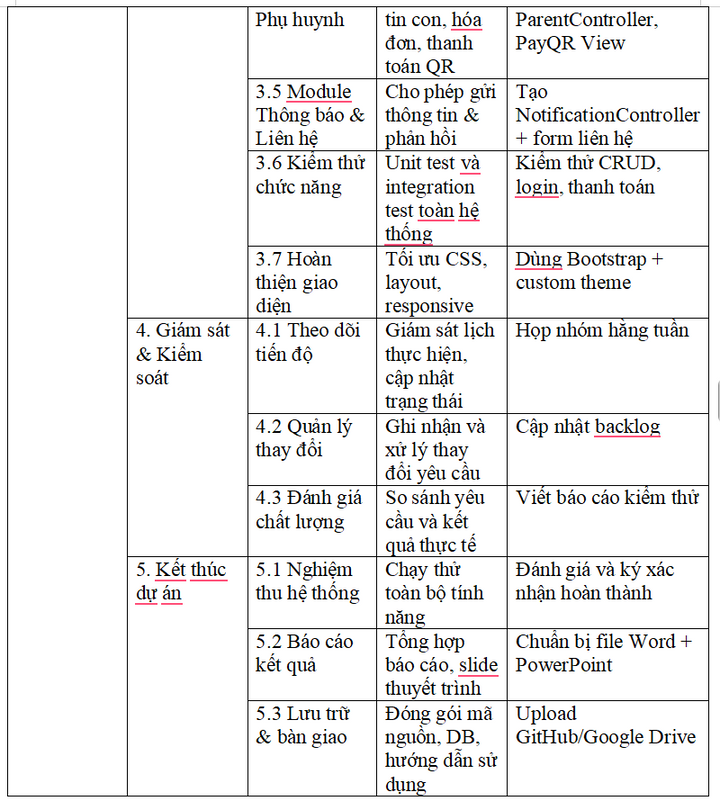 Phụ huynh
tin con, hóa
đơn, thanh
toán QR
ParentController,
PayQR View
3.5 Module
Thông báo &
Liên hệ
Cho phép gửi
thông tin &
phản hồi
Tạo
NotificationController
+ form liên hệ
3.6 Kiểm thử
chức năng
Unit test và
integration
test toàn hệ
thống
Kiểm thử CRUD,
login, thanh toán
3.7 Hoàn
thiện giao
diện
Tối ưu CSS,
layout,
responsive
Dùng Bootstrap +
custom theme
4. Giám sát
& Kiểm
soát
4.1 Theo dõi
tiến độ
Giám sát lịch
thực hiện,
cập nhật
trạng thái
Họp nhóm hằng tuần
4.2 Quản lý
thay đổi
Ghi nhận và
xử lý thay
đổi yêu cầu
Cập nhật backlog
4.3 Đánh giá
chất lượng
So sánh yêu
cầu và kết
quả thực tế
Viết báo cáo kiểm thử
5. Kết thúc
dự án
5.1 Nghiệm
thu hệ thống
Chạy thử
toàn bộ tính
năng
Đánh giá và ký xác
nhận hoàn thành
5.2 Báo cáo
kết quả
Tổng hợp
báo cáo, slide
thuyết trình
Chuẩn bị file Word +
PowerPoint
5.3 Lưu trữ
& bàn giao
Đóng gói mã
nguồn, DB,
hướng dẫn sử
dụng
Upload
GitHub/Google Drive